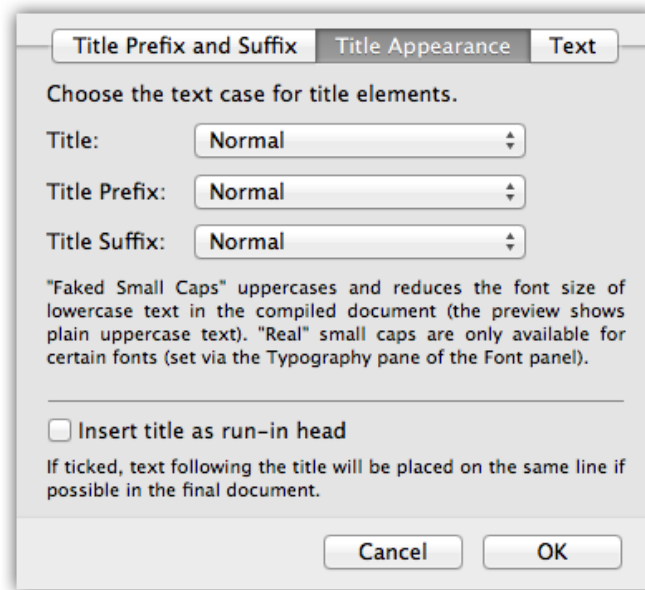 Title Prefix and Suffix Title Appearance Text
Choose the text case for title elements.
Title: Normal
Title Prefix: Normal
Title Suffix: Normal
"Faked Small Caps" uppercases and reduces the font size of
lowercase text in the compiled document (the preview shows
plain uppercase text). "Real" small caps are only available for
certain fonts (set via the Typography pane of the Font panel).
Insert title as run-in head
If ticked, text following the title will be placed on the same line if
possible in the final document.
Cancel OK